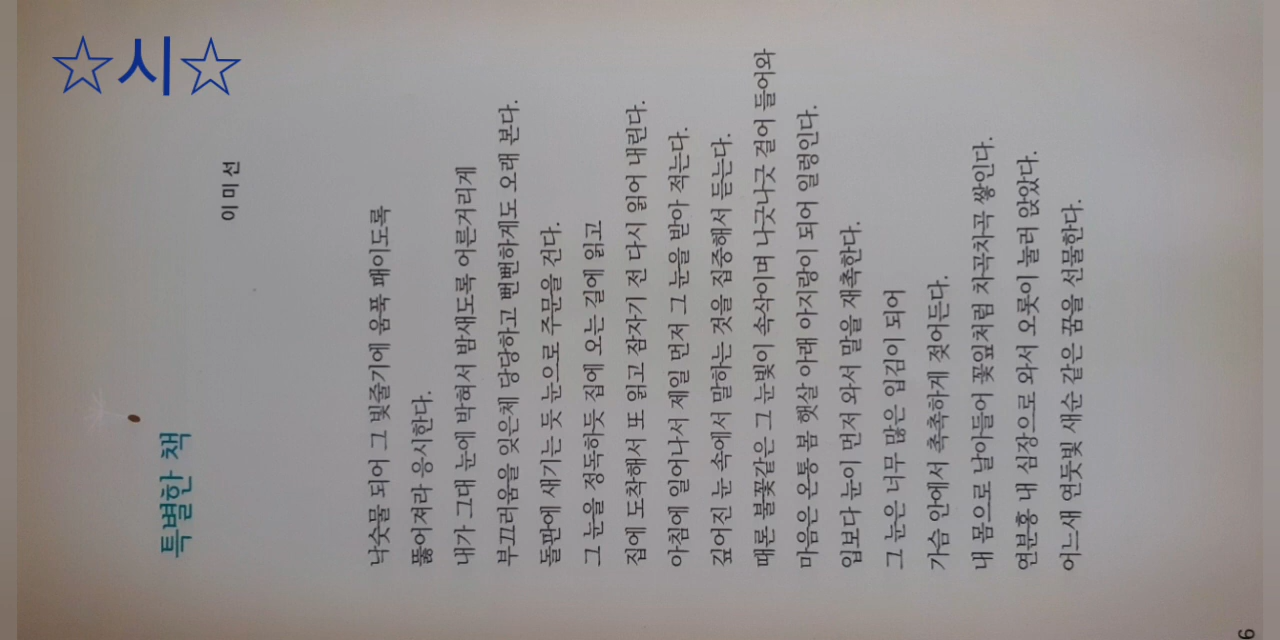 ☆시☆
특별한 책
이미선
낙숫물 되어 그 빛줄기에 움푹 패이도록
뚫어져라 응시한다.
내가 그대 눈에 박혀서 밤새도록 어른거리게
부끄러움을 잊은체 당당하고 뻔뻔하게도 오래 본다.
돌판에 새기는 듯 눈으로 주문을 건다.
그 눈을 정독하듯 집에 오는 길에 읽고
집에 도착해서 또 읽고 잠자기 전 다시 읽어 내린다.
아침에 일어나서 제일 먼저 그 눈을 받아 적는다.
깊어진 눈 속에서 말하는 것을 집중해서 듣는다.
때론 불꽃같은 그 눈빛이 속삭이며 나긋나긋 걸어 들어와
마음은 온통 봄 햇살 아래 아지랑이 되어 일렁인다.
입보다 눈이 먼저 와서 말을 재촉한다.
그 눈은 너무 많은 입김이 되어
가슴 안에서 촉촉하게 젖어든다.
내 몸으로 날아들어 꽃잎처럼 차곡차곡 쌓인다.
연분홍 내 심장으로 와서 오롯이 눌러 앉았다.
어느새 연둣빛 새순 같은 꿈을 선물한다.
6